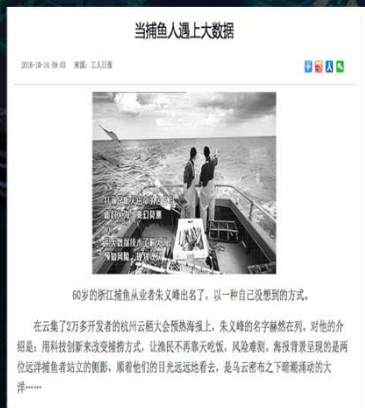 当捕鱼人遇上大数据
2016-10-14 09:03 来源：工人日报
60岁的浙江捕鱼从业者朱义峰出名了，以一种自己没想到的方式。
在云集了2万多开发者的杭州云栖大会预热海报上，朱义峰的名字赫然在列。对他的介
绍是：用科技创新来改变捕捞方式，让渔民不再靠天吃饭，风险难测。海报背景呈现的是两
位远洋捕鱼者站立的侧影，顺着他们的目光远远地看去，是乌云密布之下暗潮涌动的大
洋……